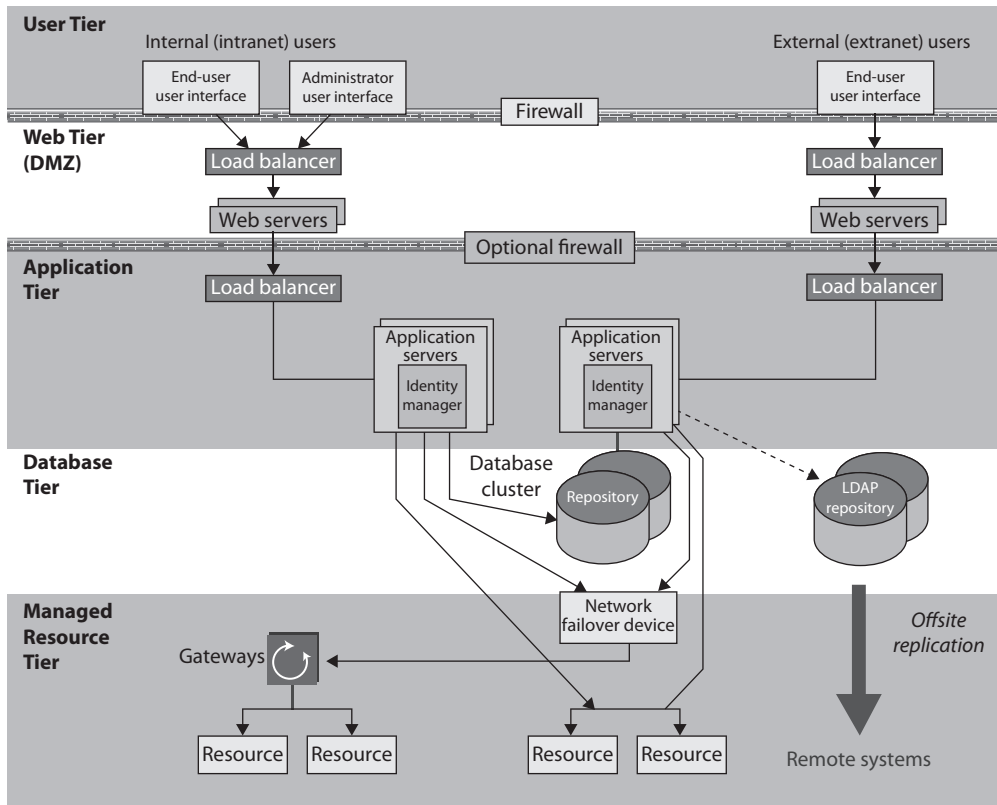 User Tier
Internal (intranet) users
External (extranet) users
End-user
user interface
Administrator
user interface
End-user
user interface
Firewall
Web Tier
(DMZ)
Load balancer
Load balancer
Web servers
Web servers
Optional firewall
Application
Tier
Load balancer
Load balancer
Application
servers
Identity
manager
Application
servers
Identity
manager
Database
Tier
Database
cluster
Repository
LDAP
repository
Managed
Resource
Tier
Network
failover device
Offsite
replication
Gateways
Resource
Resource
Resource
Resource
Remote systems